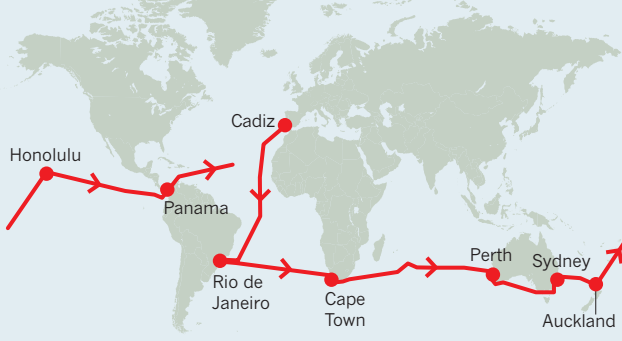 Cadiz
Honolulu
Panama
Perth
Sydney
Rio de
Janeiro
Cape
Town
Auckland